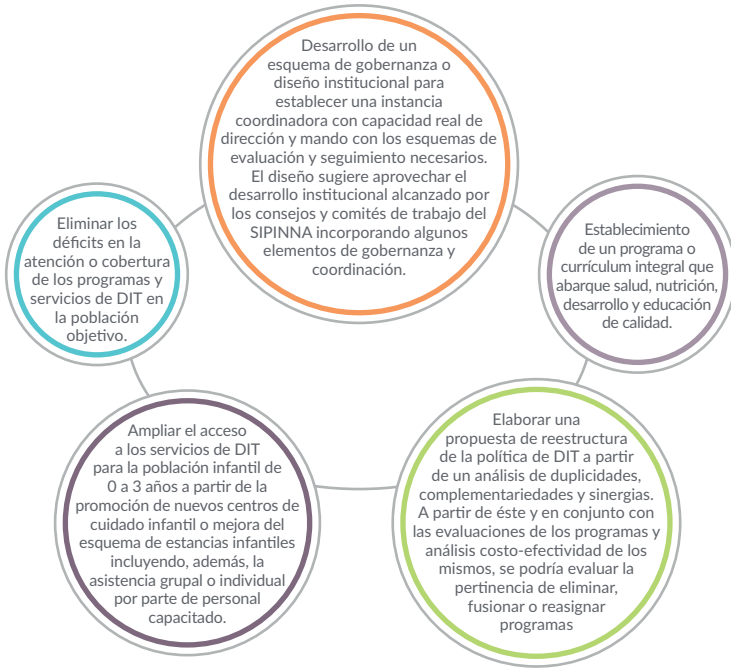 Desarrollo de un
esquema de gobernanza o
diseño institucional para
establecer una instancia
coordinadora con capacidad real de
dirección y mando con los esquemas de
evaluación y seguimiento necesarios.
El diseño sugiere aprovechar el
desarrollo institucional alcanzado por
los consejos y comités de trabajo del
SIPINNA incorporando algunos
elementos de gobernanza y
coordinación.
Eliminar los
déficits en la
atención o cobertura
de los programas y
servicios de DIT en
la población
objetivo.
Establecimiento
de un programa o
currículum integral que
abarque salud, nutrición,
desarrollo y educación
de calidad.
Ampliar el acceso
a los servicios de DIT
para la población infantil de
0 a 3 años a partir de la
promoción de nuevos centros de
cuidado infantil o mejora del
esquema de estancias infantiles
incluyendo, además, la
asistencia grupal o individual
por parte de personal
capacitado.
Elaborar una
propuesta de reestructura
de la política de DIT a partir
de un análisis de duplicidades,
complementariedades y sinergias.
A partir de éste y en conjunto con
las evaluaciones de los programas y
análisis costo-efectividad de los
mismos, se podría evaluar la
pertinencia de eliminar,
fusionar o reasignar
programas